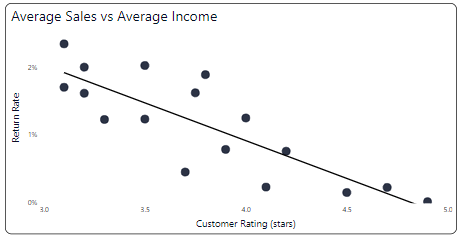 Average Sales vs Average Income
Return Rate
2%
1%
0%
3.0 3.5 4.0 4.5 5.0
Customer Rating (stars)